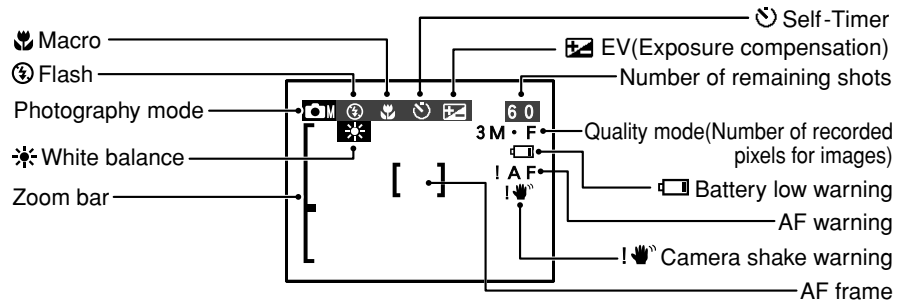 Self-Timer
Macro
EV(Exposure compensation)
Flash
Number of remaining shots
Photography mode
M
60
3M・F
Quality mode(Number of recorded
pixels for images)
White balance
Battery low warning
!AF
Zoom bar
!
AF warning
! Camera shake warning
AF frame